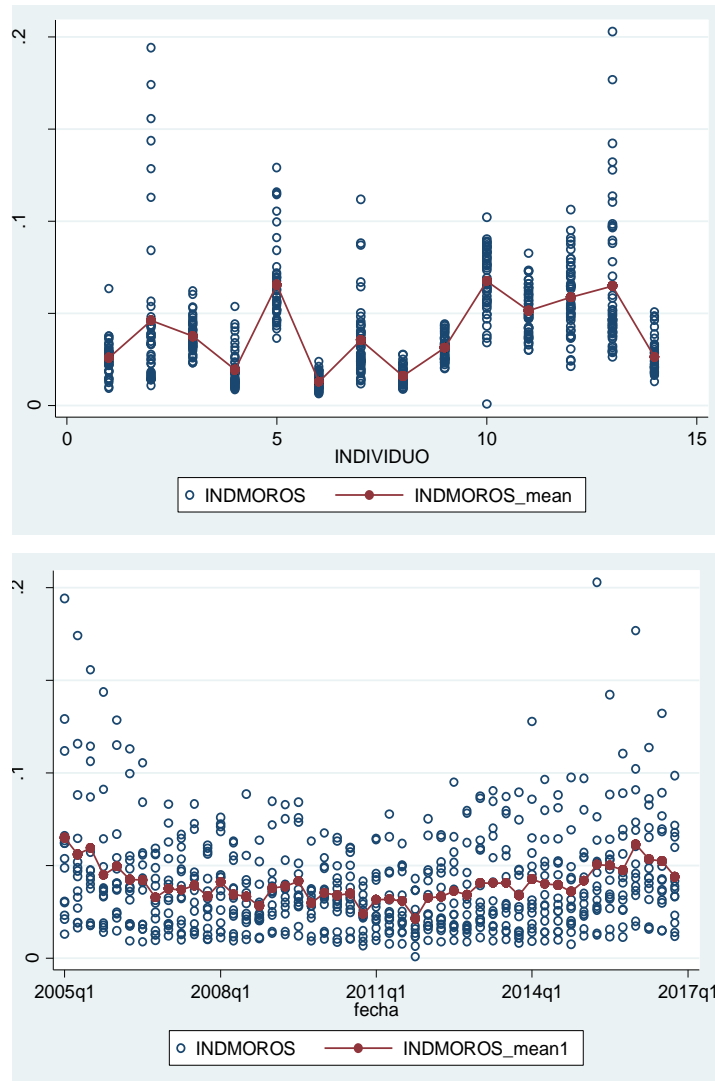 .2
.1
0
0 5 10 15
INDIVIDUO
INDMOROS INDMOROS_mean
.2
.1
0
2005q1 2008q1 2011q1 2014q1 2017q1
fecha
INDMOROS INDMOROS_mean1